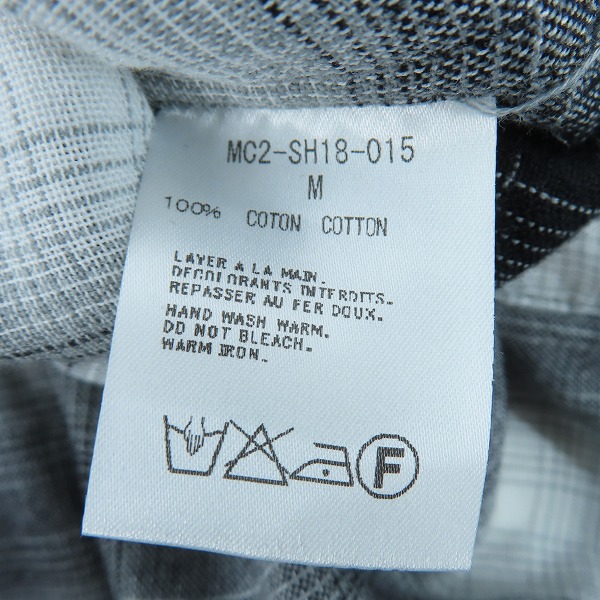 MC2-SH18-015
M
100% COTON COTTON
LAVER A LA MAIN.
DECOLORANTS INTERDITS.
REPASSER AU FER DOUX.
HAND WASH WARM.
DO NOT BLEACH.
WARM IRON.
F